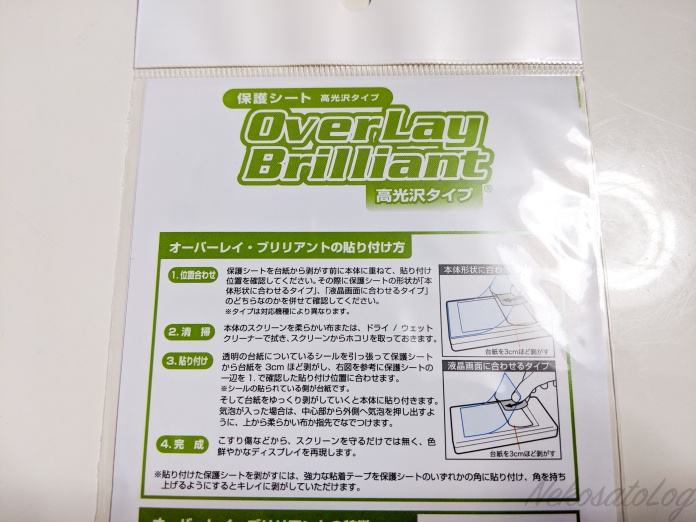 保護シート 高光沢タイプ
OverLay
Brilliant
高光沢タイプ ®
オーバーレイ・ブリリアントの貼り付け方
1.位置合わせ
保護シートを台紙から剥がす前に本体に重ねて、貼り付け
位置を確認してください。その際に保護シートの形状が「本
体形状に合わせるタイプ」、「液晶画面に合わせるタイプ」
のどちらなのかを併せて確認してください。
※タイプは対応機種により異なります。
2.清 掃
本体のスクリーンを柔らかい布または、ドライ / ウェット
クリーナーで拭き、スクリーンからホコリを取っておきます。
3.貼り付け
透明の台紙についているシールを引っ張って保護シート
から台紙を 3cm ほど剥がし、右図を参考に保護シートの
一辺を 1. で確認した貼り付け位置に合わせます。
※シールの貼られている側が台紙です。
そして台紙をゆっくり剥がしていくと本体に貼り付きます。
気泡が入った場合は、中心部から外側へ気泡を押し出すよ
うに、上から柔らかい布か指先でなでつけます。
4.完 成
こすり傷などから、スクリーンを守るだけでは無く、色
鮮やかなディスプレイを再現します。
本体形状に合わ
台紙を3cmほど剥がす
液晶画面に合わせるタイプ
台紙を3cmほど剥がす
※貼り付けた保護シートを剥がすには、強力な粘着テープを保護シートのいずれかの角に貼り付け、角を持ち
上げるようにするとキレイに剥がしていただけます。
NekosatoLog